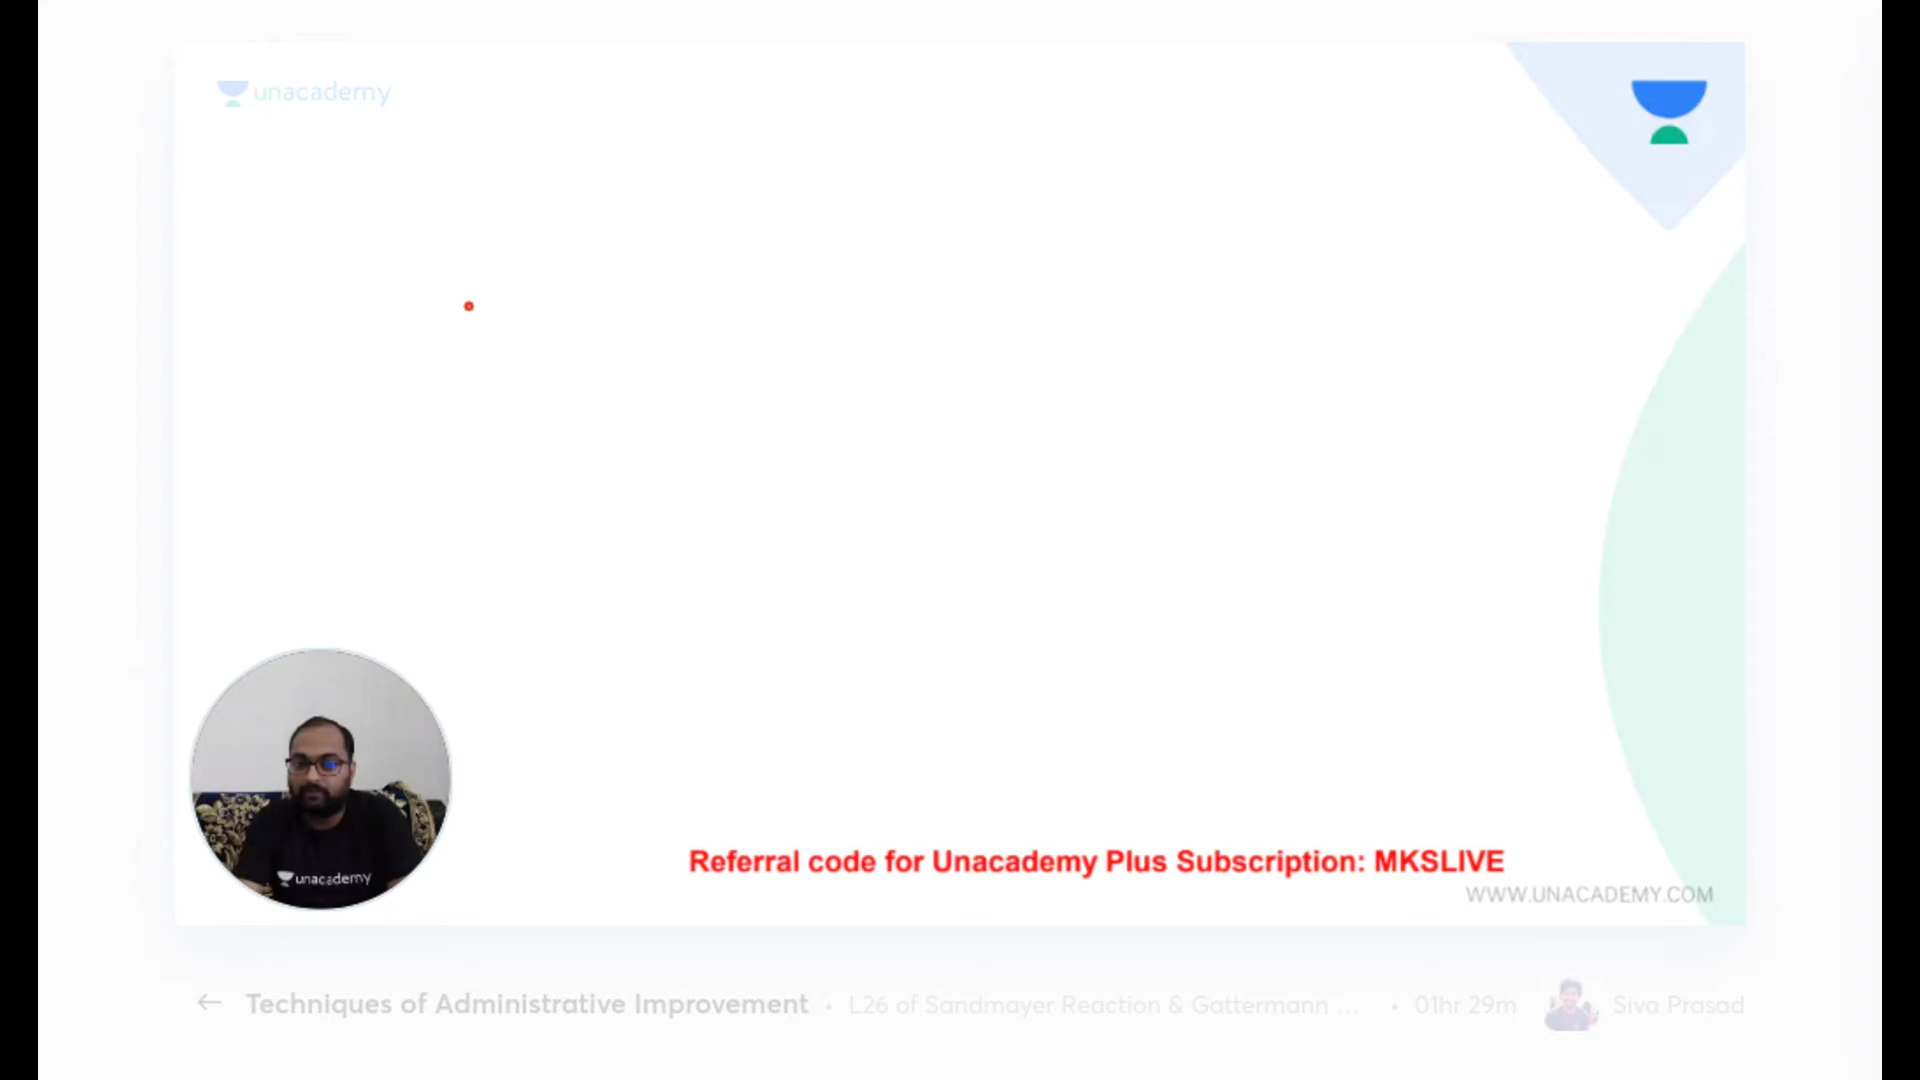 unacademy
unacademy
Referral code for Unacademy Plus Subscription: MKSLIVE
WWW.UNACADEMY.COM
← Techniques of Administrative Improvement • L26 of Sandmayer Reaction & Gattermann ... • 01hr 29m Siva Prasad